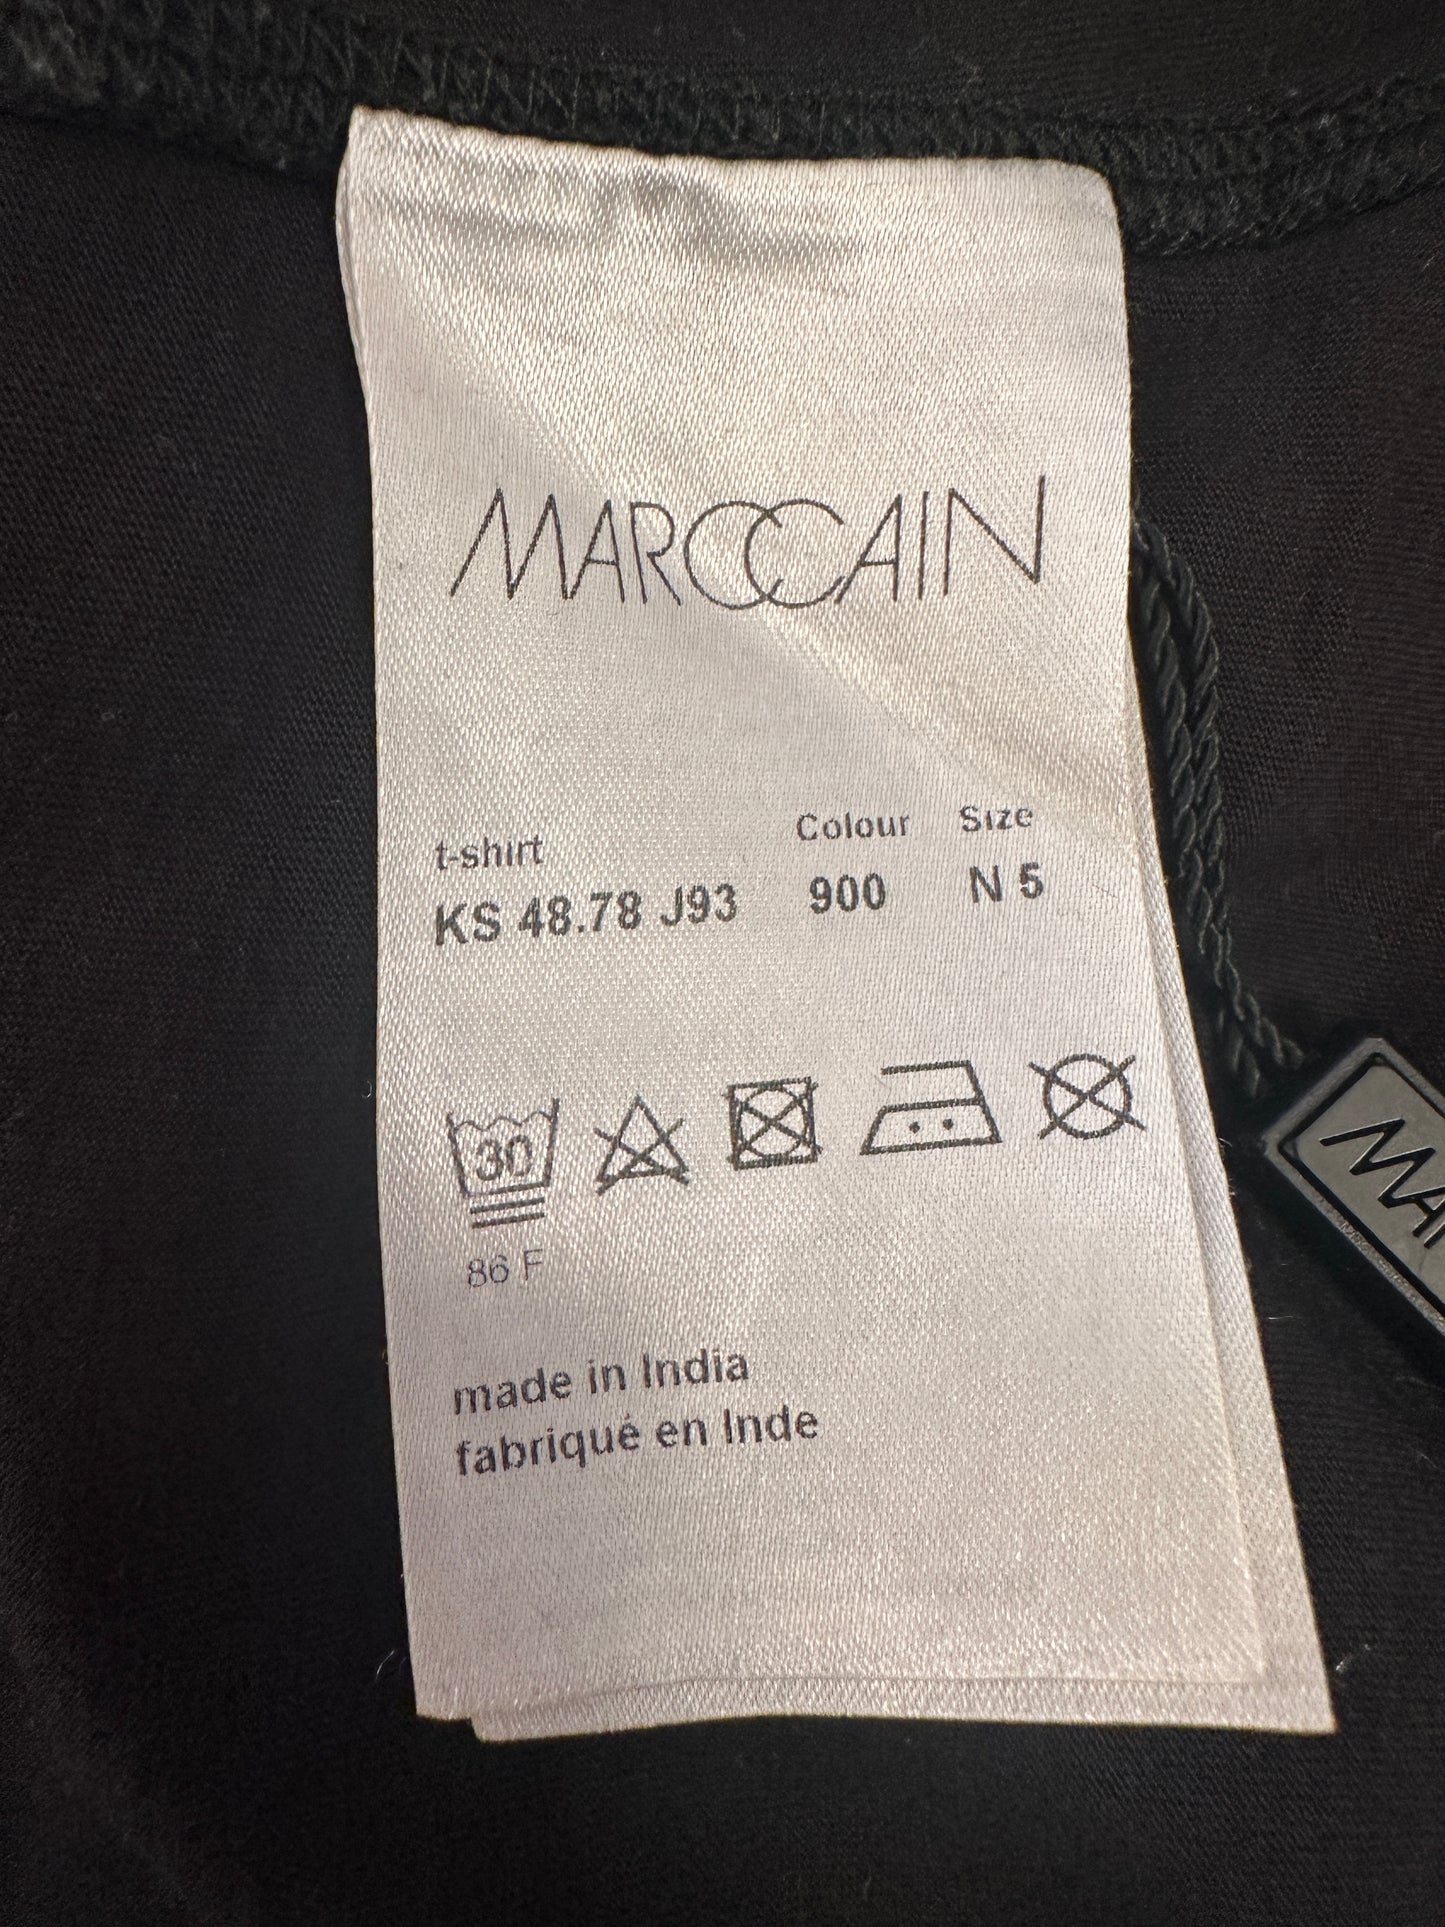 MARCCAIN
t-shirt Colour Size
KS 48.78 J93 900 N 5
30
86 F
made in India
fabriqué en Inde